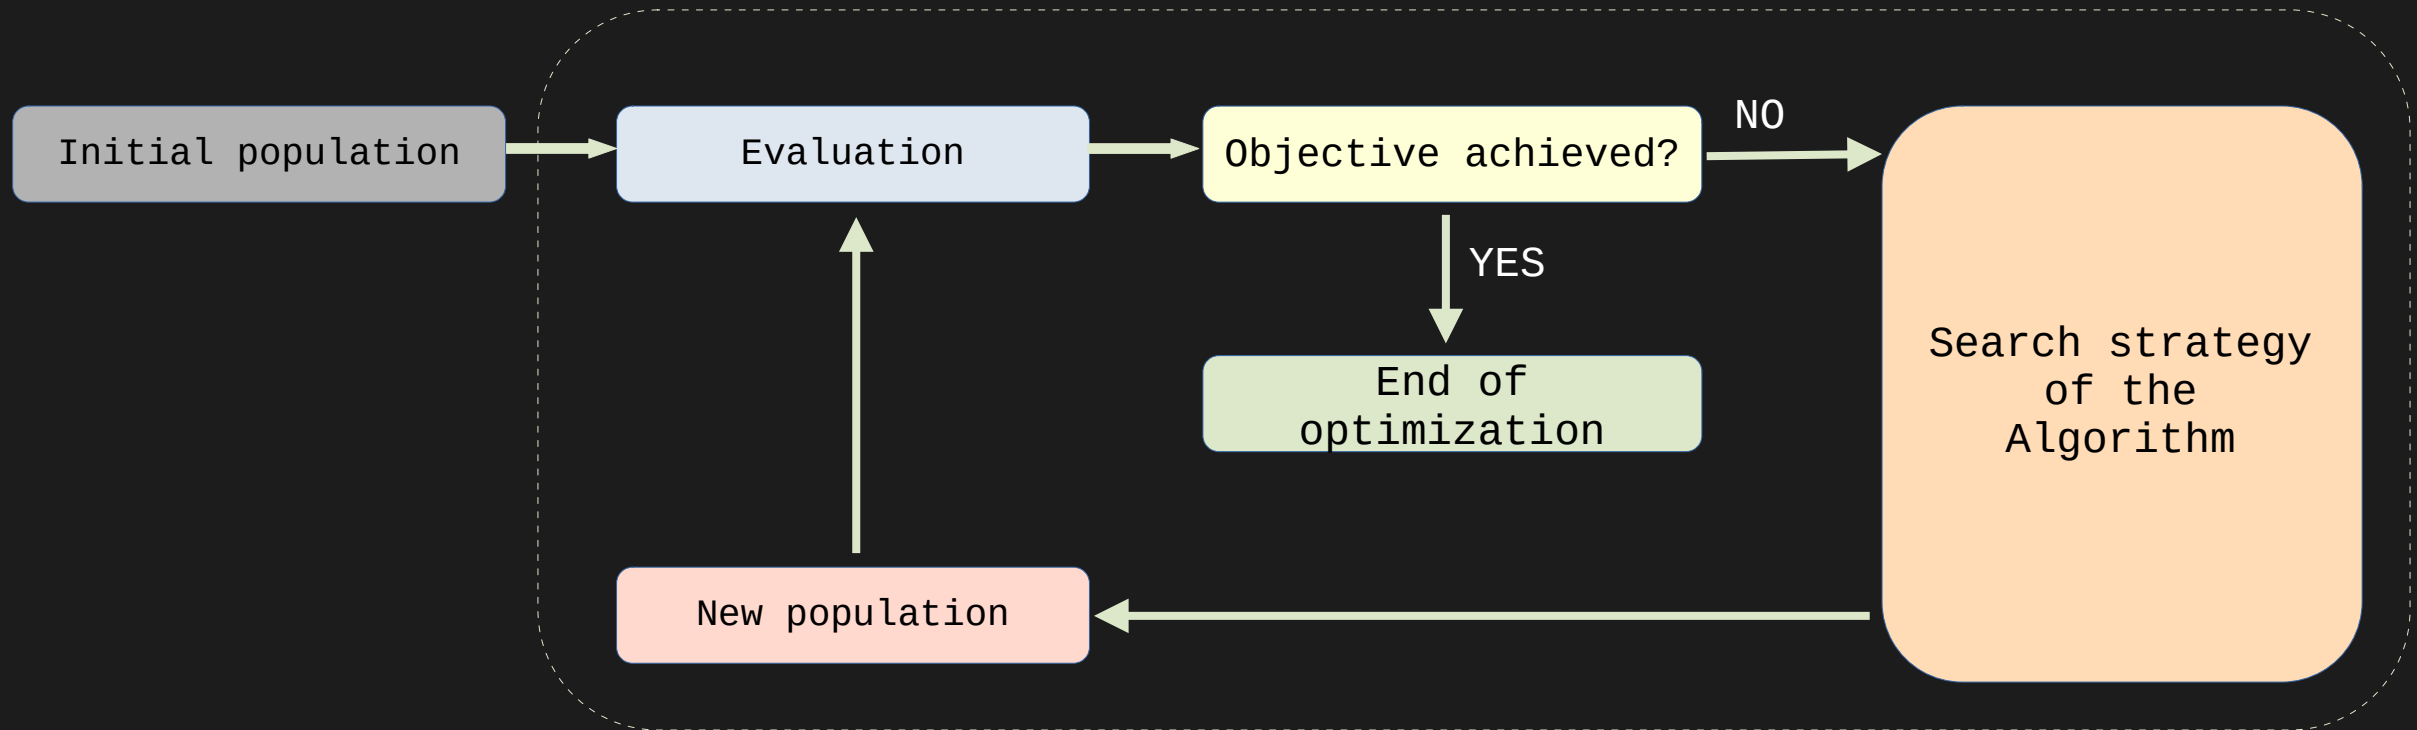 Initial population
Evaluation
Objective achieved?
NO
YES
End of
optimization
Search strategy
of the
Algorithm
New population